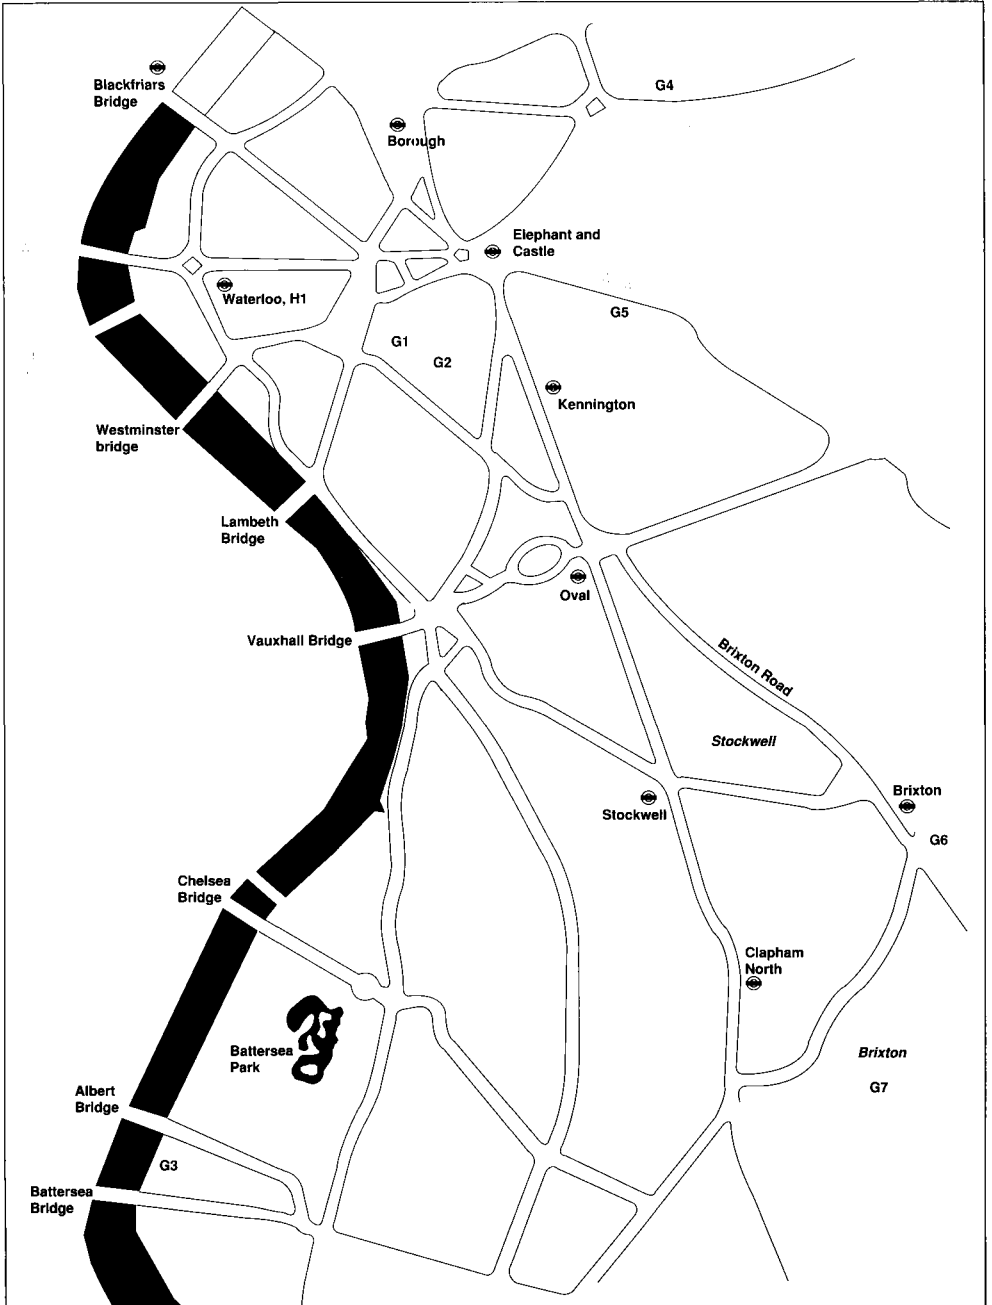 Blackfriars
Bridge
G4
Borough
Elephant and
Castle
Waterloo, H1
G5
G1
G2
Kennington
Westminster
bridge
Lambeth
Bridge
Oval
Vauxhall Bridge
Brixton Road
Stockwell
Brixton
Stockwell
G6
Chelsea
Bridge
Clapham
North
Battersea
Park
Brixton
G7
Albert
Bridge
G3
Battersea
Bridge